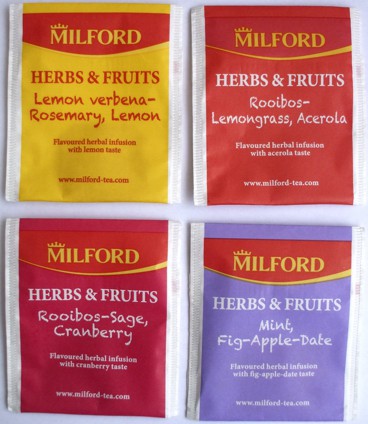 MILFORD
HERBS & FRUITS
Lemon verbena-
Rosemary, Lemon
Flavoured herbal infusion
with lemon taste
www.milford-tea.com
MILFORD
HERBS & FRUITS
Rooibos-
Lemongrass, Acerola
Flavoured herbal infusion
with acerola taste
www.milford-tea.com
MILFORD
HERBS & FRUITS
Rooibos-Sage,
Cranberry
Flavoured herbal infusion
with cranberry taste
www.milford-tea.com
MILFORD
HERBS & FRUITS
Mint,
Fig-Apple-Date
Flavoured herbal infusion
with fig-apple-date taste
www.milford-tea.com